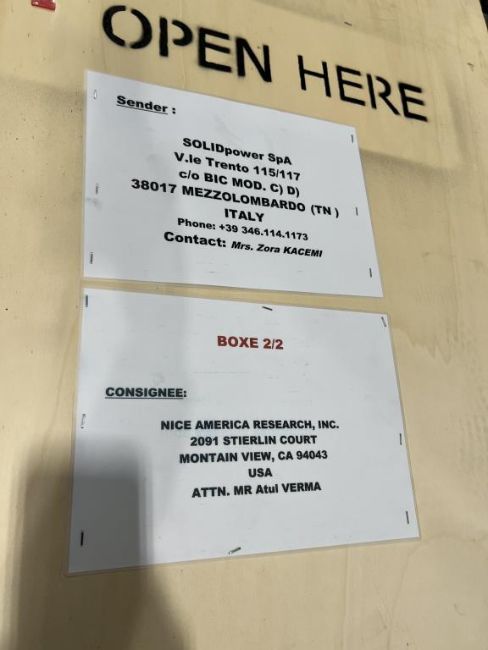 OPEN HERE
Sender :
SOLIDpower SpA
V.le Trento 115/117
c/o BIC MOD. C) D)
38017 MEZZOLOMBARDO (TN )
ITALY
Phone: +39 346.114.1173
Contact: Mrs. Zora KACEMI
BOXE 2/2
CONSIGNEE:
NICE AMERICA RESEARCH, INC.
2091 STIERLIN COURT
MONTAIN VIEW, CA 94043
USA
ATTN. MR Atul VERMA